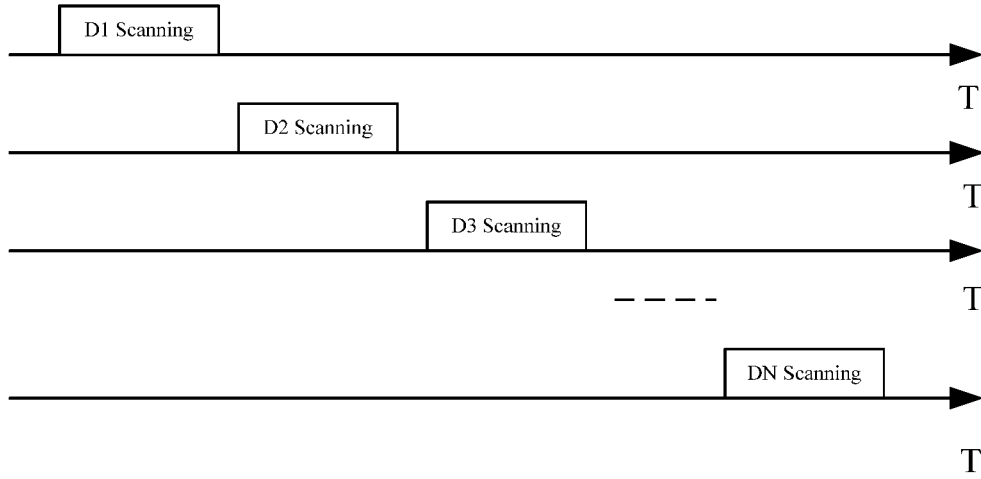 D1 Scanning
T
D2 Scanning
T
D3 Scanning
T
DN Scanning
T